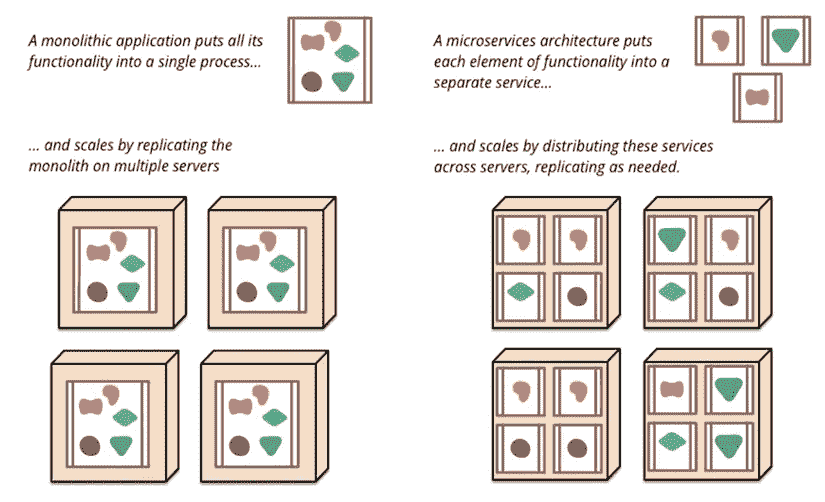 A monolithic application puts all its
functionality into a single process...
... and scales by replicating the
monolith on multiple servers
A microservices architecture puts
each element of functionality into a
separate service...
... and scales by distributing these services
across servers, replicating as needed.